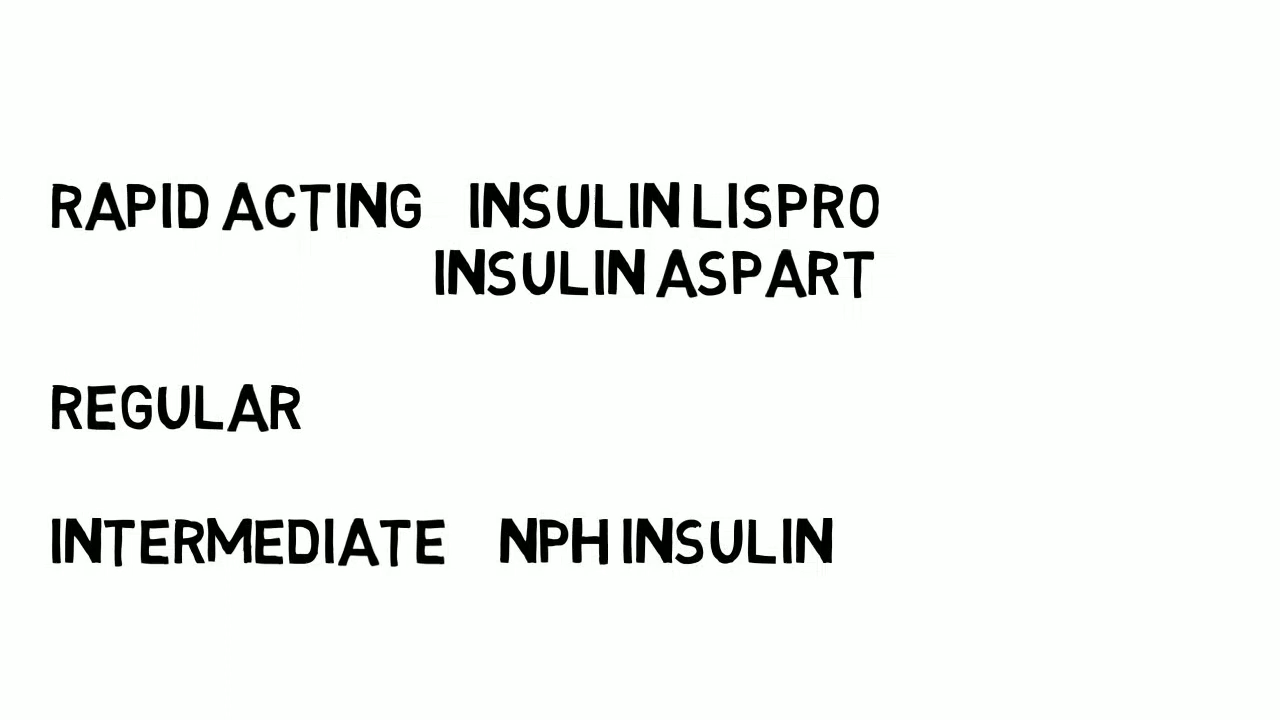 RAPID ACTING INSULIN LISPRO
INSULIN ASPART
REGULAR
INTERMEDIATE NPH INSULIN